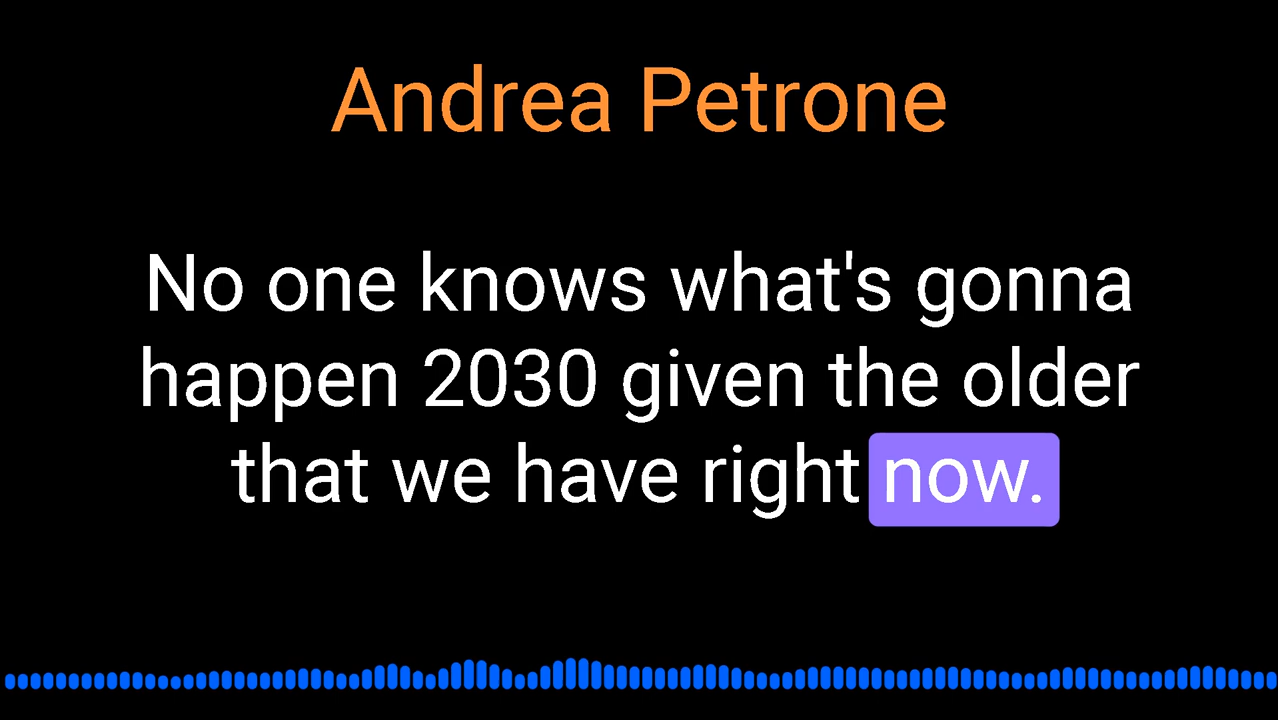 Andrea Petrone
No one knows what's gonna
happen 2030 given the older
that we have right now.